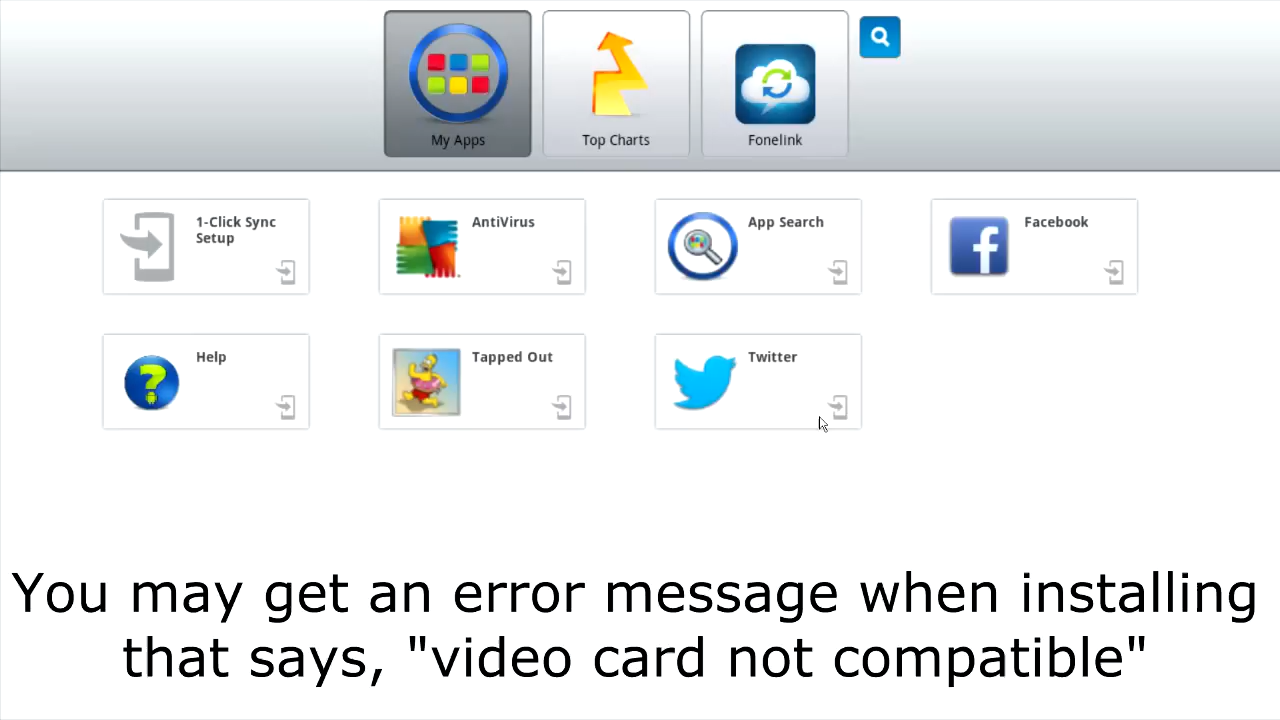 My Apps
Top Charts
Fonelink
1-Click Sync
Setup
AntiVirus
App Search
Facebook
Help
Tapped Out
Twitter
You may get an error message when installing
that says, "video card not compatible"